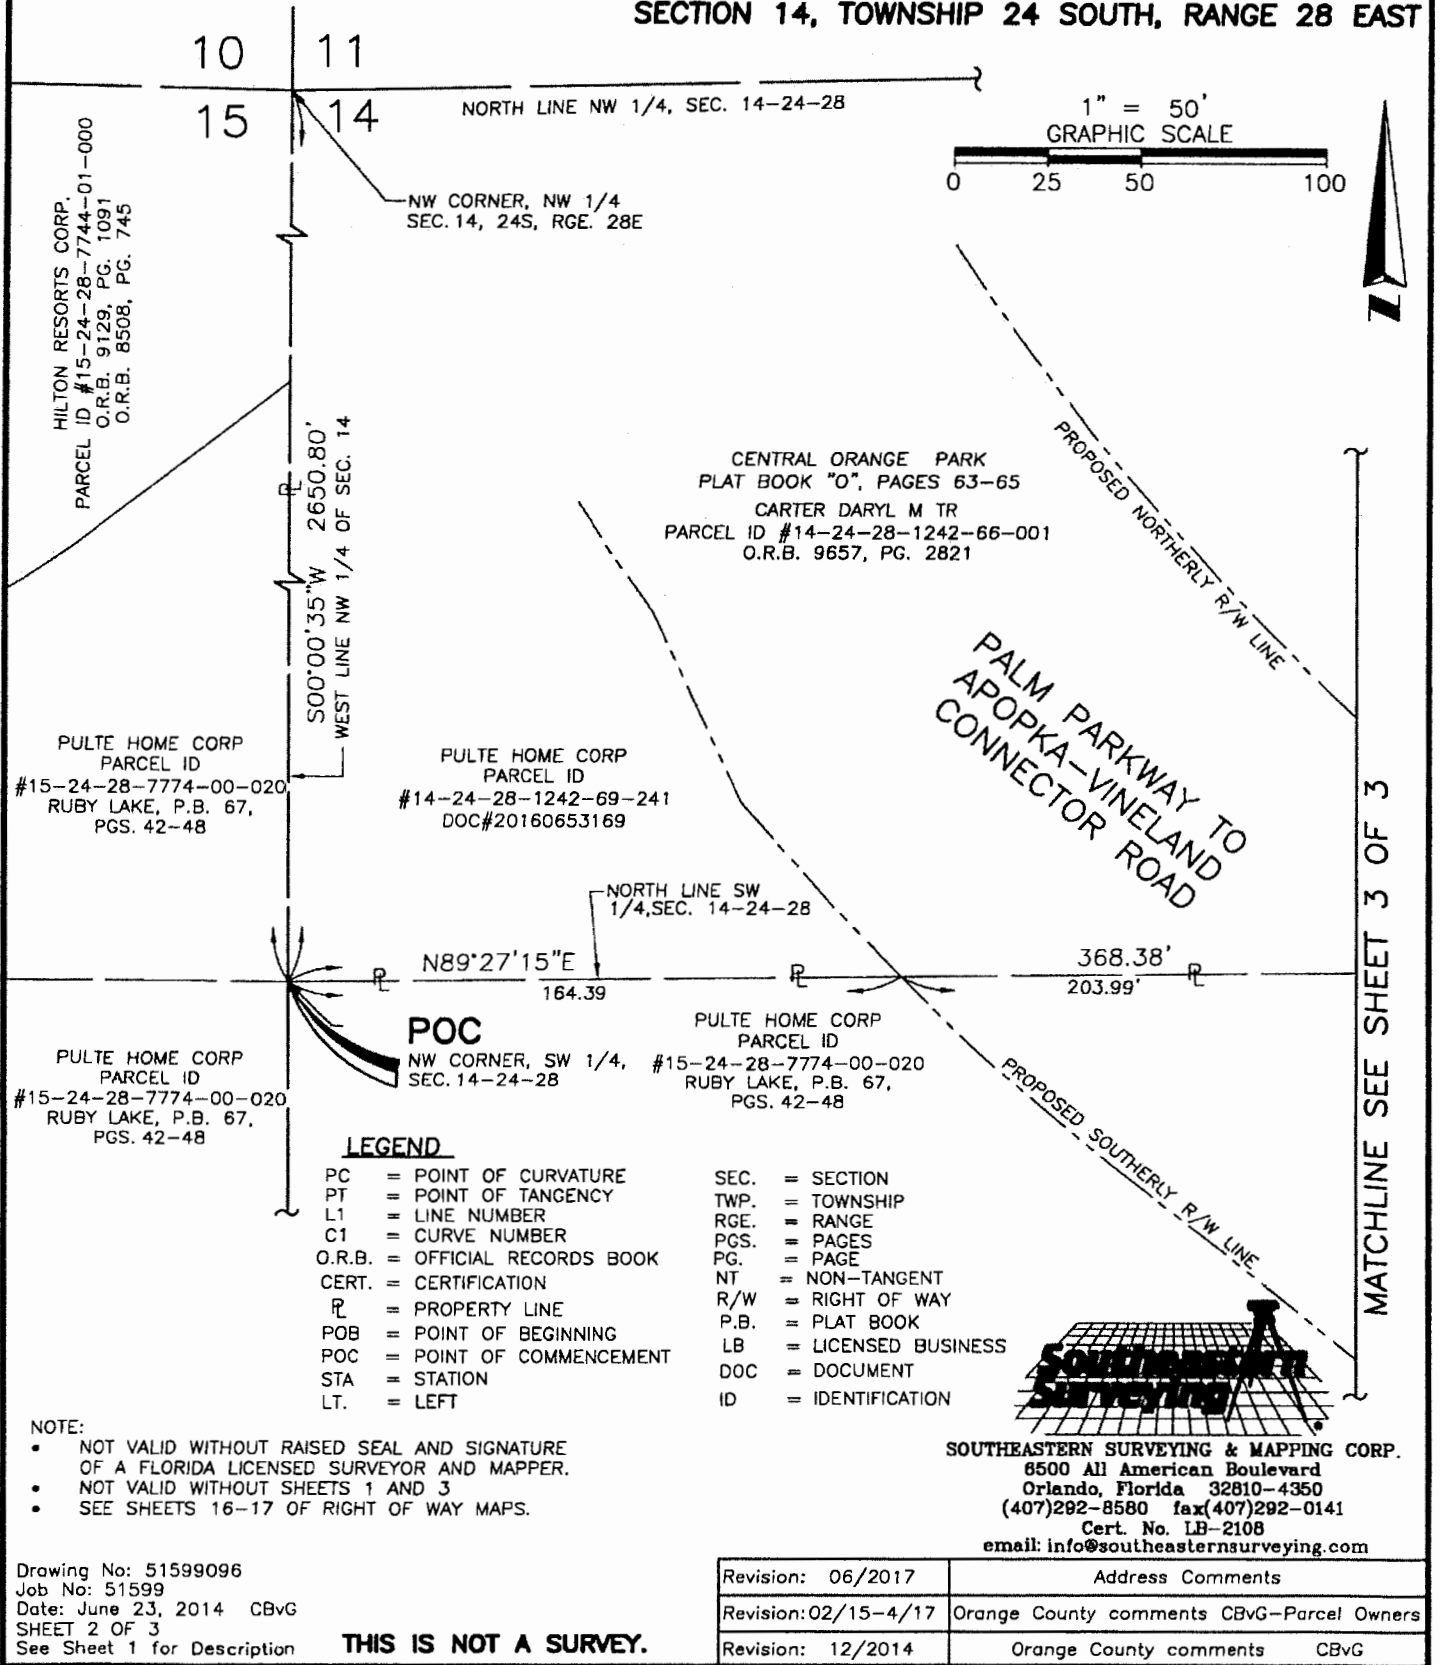 SECTION 14, TOWNSHIP 24 SOUTH, RANGE 28 EAST
10
11
15
14
NORTH LINE NW 1/4, SEC. 14-24-28
1" = 50'
GRAPHIC SCALE
0 25 50 100
NW CORNER, NW 1/4
SEC. 14, 24S, RGE. 28E
HILTON RESORTS CORP.
PARCEL ID #15-24-28-7744-01-000
O.R.B. 9129, PG. 1091
O.R.B. 8508, PG. 745
S00°00'35"W 2650.80'
WEST LINE NW 1/4 OF SEC. 14
CENTRAL ORANGE PARK
PLAT BOOK "O", PAGES 63-65
CARTER DARYL M TR
PARCEL ID #14-24-28-1242-66-001
O.R.B. 9657, PG. 2821
PROPOSED NORTHERLY R/W LINE
PALM PARKWAY TO
APOPKA-VINELAND
CONNECTOR ROAD
MATCHLINE SEE SHEET 3 OF 3
PULTE HOME CORP
PARCEL ID
#15-24-28-7774-00-020
RUBY LAKE, P.B. 67,
PGS. 42-48
PULTE HOME CORP
PARCEL ID
#14-24-28-1242-69-241
DOC#20160653169
NORTH LINE SW
1/4,SEC. 14-24-28
N89°27'15"E
164.39
368.38'
203.99'
POC
NW CORNER, SW 1/4,
SEC. 14-24-28
PULTE HOME CORP
PARCEL ID
#15-24-28-7774-00-020
RUBY LAKE, P.B. 67,
PGS. 42-48
PULTE HOME CORP
PARCEL ID
#15-24-28-7774-00-020
RUBY LAKE, P.B. 67,
PGS. 42-48
PROPOSED SOUTHERLY R/W LINE
LEGEND
PC = POINT OF CURVATURE
PT = POINT OF TANGENCY
L1 = LINE NUMBER
C1 = CURVE NUMBER
O.R.B. = OFFICIAL RECORDS BOOK
CERT. = CERTIFICATION
PL = PROPERTY LINE
POB = POINT OF BEGINNING
POC = POINT OF COMMENCEMENT
STA = STATION
LT. = LEFT
SEC. = SECTION
TWP. = TOWNSHIP
RGE. = RANGE
PGS. = PAGES
PG. = PAGE
NT = NON-TANGENT
R/W = RIGHT OF WAY
P.B. = PLAT BOOK
LB = LICENSED BUSINESS
DOC = DOCUMENT
ID = IDENTIFICATION
NOTE:
• NOT VALID WITHOUT RAISED SEAL AND SIGNATURE
OF A FLORIDA LICENSED SURVEYOR AND MAPPER.
• NOT VALID WITHOUT SHEETS 1 AND 3
• SEE SHEETS 16-17 OF RIGHT OF WAY MAPS.
Southeastern
Surveying
SOUTHEASTERN SURVEYING & MAPPING CORP.
6500 All American Boulevard
Orlando, Florida 32810-4350
(407)292-8580 fax(407)292-0141
Cert. No. LB-2108
email: info@southeasternsurveying.com
Drawing No: 51599096
Job No: 51599
Date: June 23, 2014 CBvG
SHEET 2 OF 3
See Sheet 1 for Description
THIS IS NOT A SURVEY.
Revision: 06/2017 Address Comments
Revision: 02/15-4/17 Orange County comments CBvG-Parcel Owners
Revision: 12/2014 Orange County comments CBvG